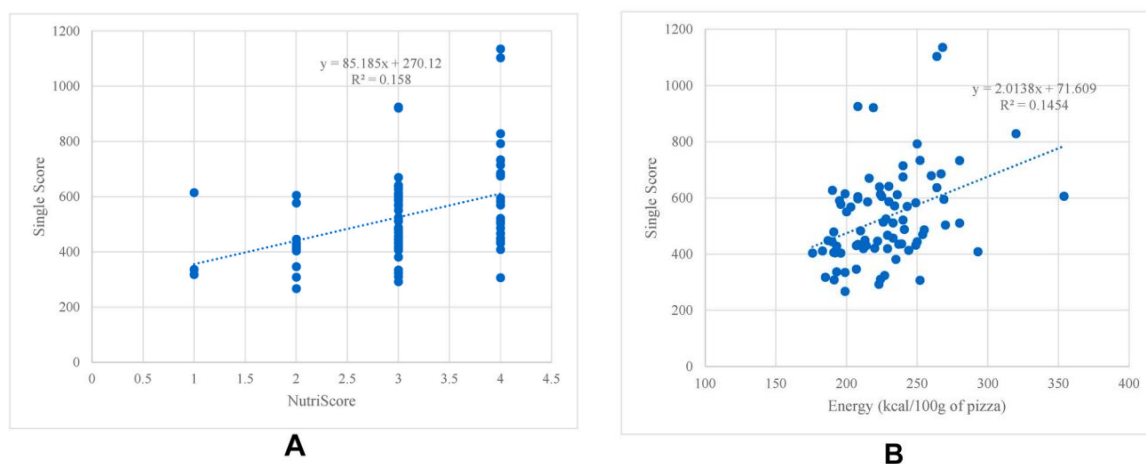 1200
1000
800
600
400
200
0
Single Score
y = 85.185x + 270.12
R² = 0.158
0 0.5 1 1.5 2 2.5 3 3.5 4 4.5
NutriScore
A
1200
1000
800
600
400
200
0
Single Score
y = 2.0138x + 71.609
R² = 0.1454
100 150 200 250 300 350 400
Energy (kcal/100g of pizza)
B